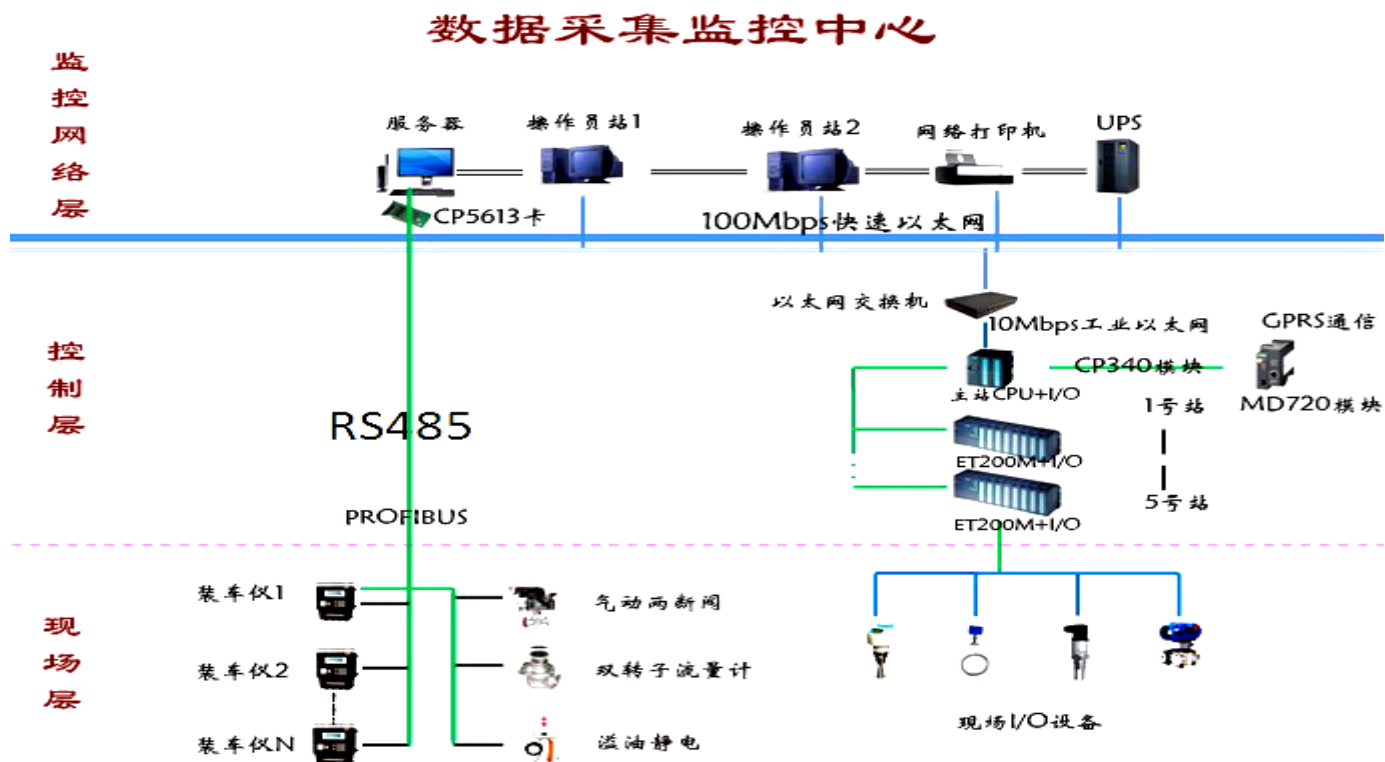 数据采集监控中心
监控网络层
服务器
操作员站1
操作员站2
网络打印机
UPS
CP5613卡
100Mbps快速以太网
控制层
以太网交换机
10Mbps工业以太网
GPRS通信
CP340模块
主站CPU+I/O
1号站
MD720模块
RS485
ET200M+I/O
5号站
PROFIBUS
ET200M+I/O
现场层
装车仪1
气动两断阀
装车仪2
双转子流量计
现场I/O设备
装车仪N
溢油静电